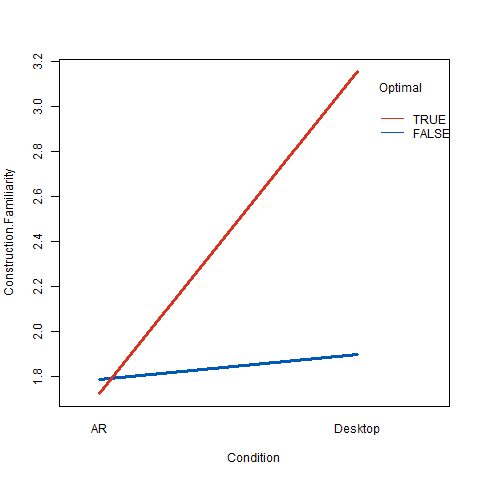 Optimal
TRUE
FALSE
Construction.Familiarity
3.2
3.0
2.8
2.6
2.4
2.2
2.0
1.8
AR
Desktop
Condition